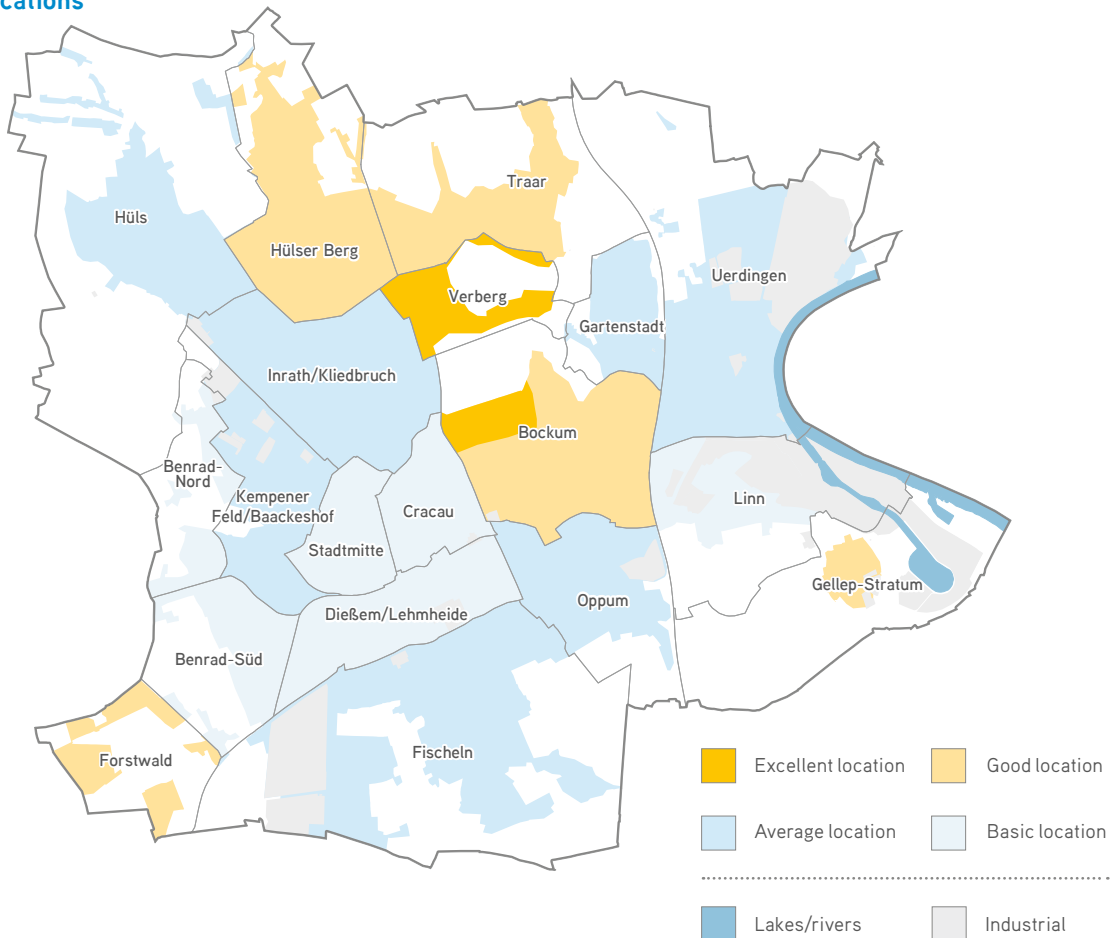 cations
Traar
Hüls
Hülser Berg
Uerdingen
Verberg
Gartenstadt
Inrath/Kliedbruch
Bockum
Benrad-
Nord
Kempener
Feld/Baackeshof
Linn
Cracau
Stadtmitte
Gellep-Stratum
Oppum
Dießem/Lehmheide
Benrad-Süd
Fischeln
Forstwald
Excellent location
Good location
Average location
Basic location
Lakes/rivers
Industrial